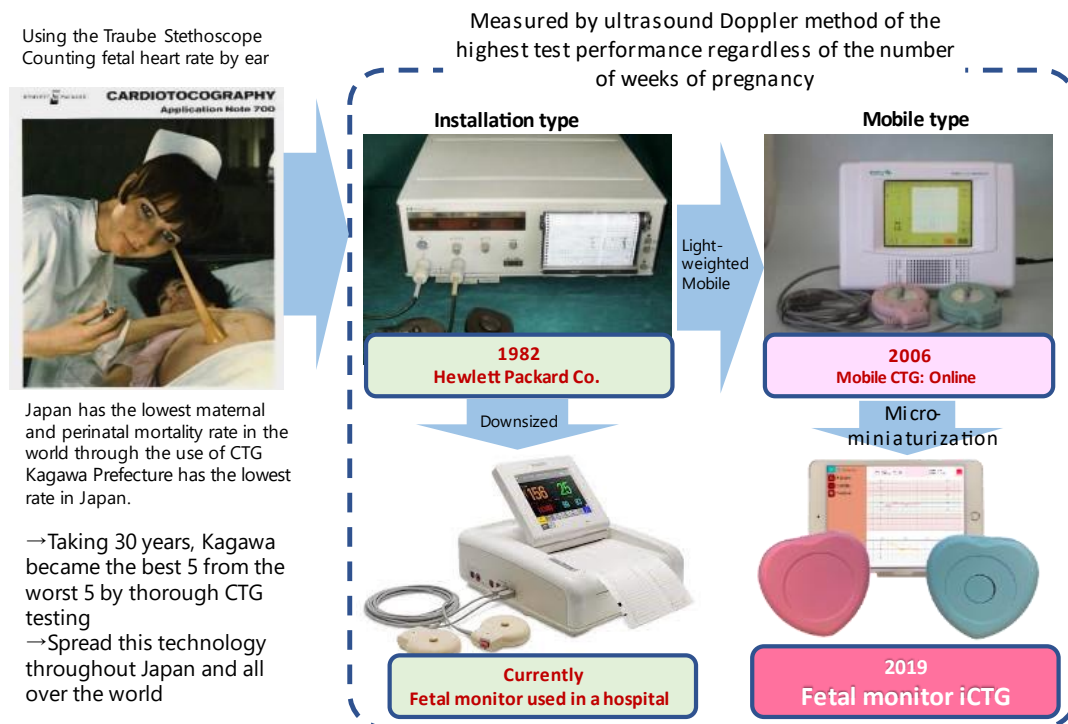 Using the Traube Stethoscope
Counting fetal heart rate by ear
CARDIOTOCOGRAPHY
Application Note 700
Japan has the lowest maternal
and perinatal mortality rate in the
world through the use of CTG
Kagawa Prefecture has the lowest
rate in Japan.
→Taking 30 years, Kagawa
became the best 5 from the
worst 5 by thorough CTG
testing
→Spread this technology
throughout Japan and all
over the world
Measured by ultrasound Doppler method of the
highest test performance regardless of the number
of weeks of pregnancy
Installation type
1982
Hewlett Packard Co.
Light-
weighted
Mobile
Mobile type
2006
Mobile CTG: Online
Downsized
156
25
Currently
Fetal monitor used in a hospital
Micro-
miniaturization
2019
Fetal monitor iCTG